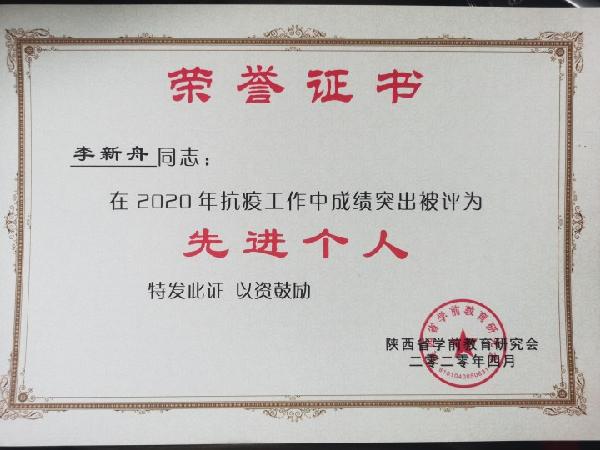 荣誉证书
李新舟同志：
在2020年抗疫工作中成绩突出被评为
先进个人
特发此证 以资鼓励
陕西省学前教育研究会
二零二零年四月